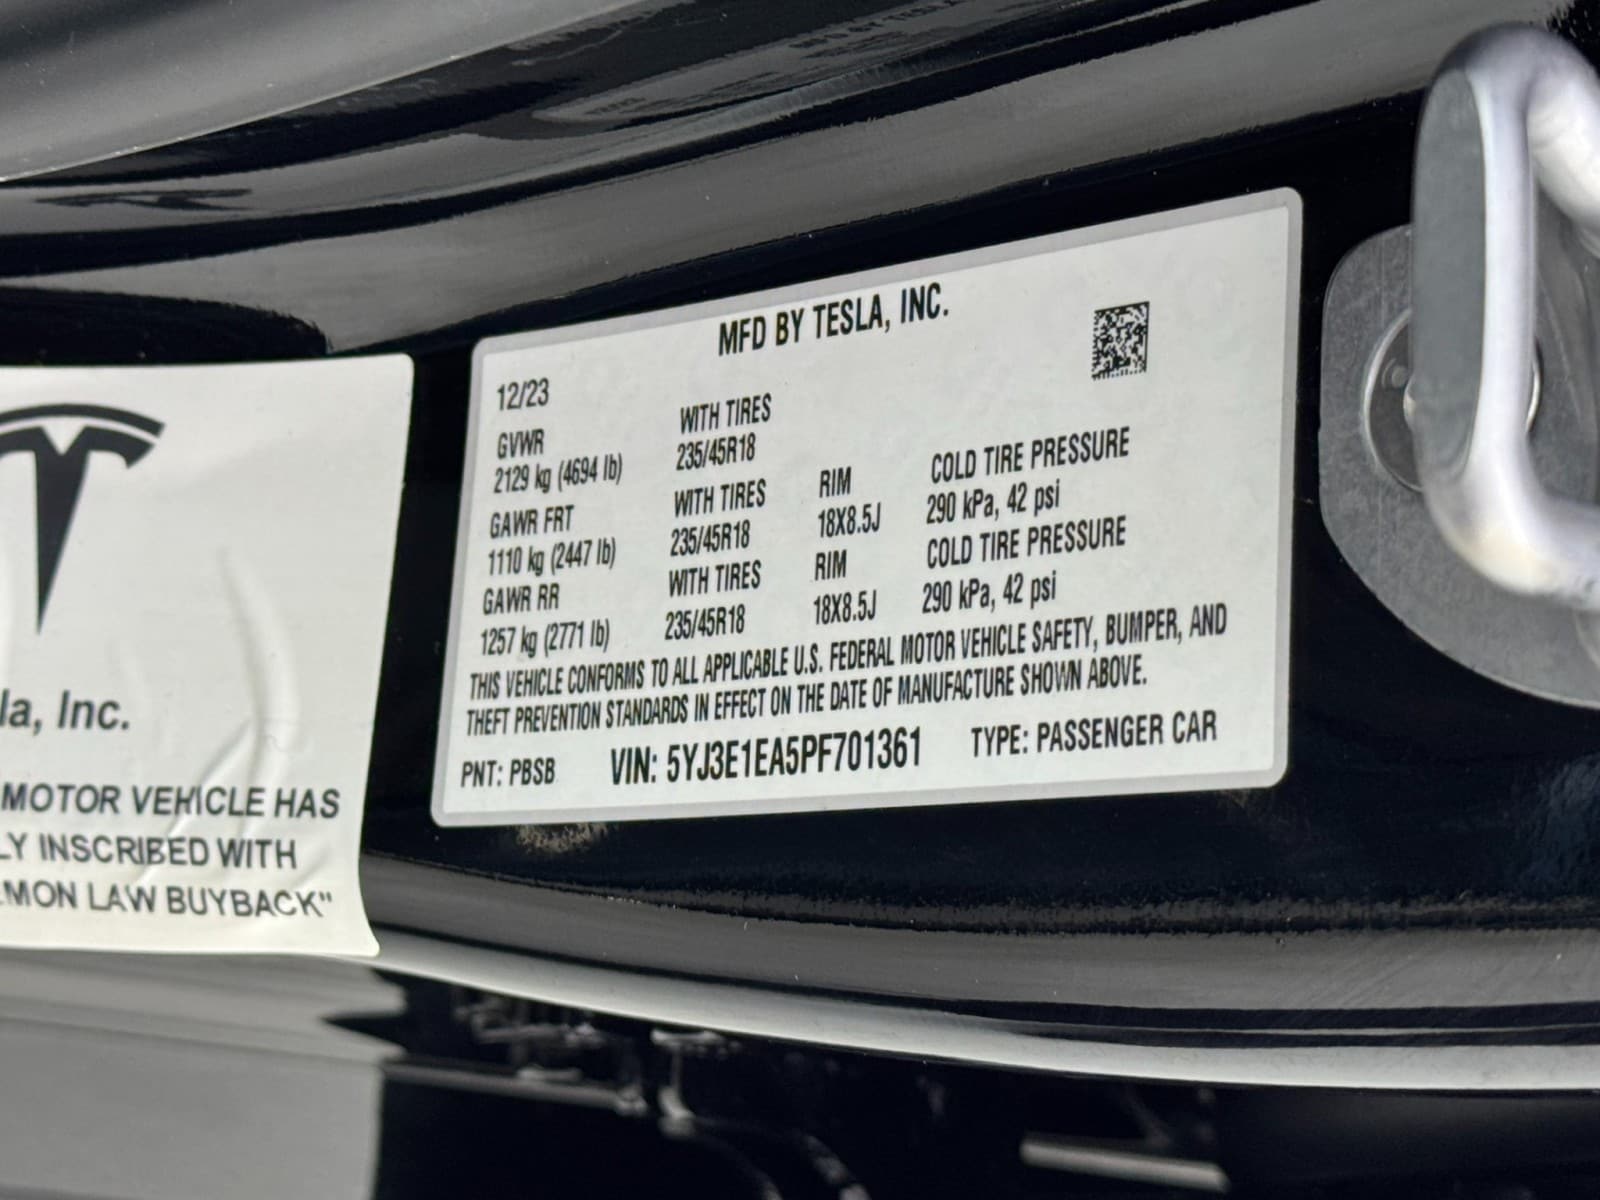 la, Inc.
MOTOR VEHICLE HAS
LY INSCRIBED WITH
MON LAW BUYBACK"
MFD BY TESLA, INC.
12/23
GVWR WITH TIRES
2129 kg (4694 lb) 235/45R18
GAWR FRT WITH TIRES RIM COLD TIRE PRESSURE
1110 kg (2447 lb) 235/45R18 18X8.5J 290 kPa, 42 psi
GAWR RR WITH TIRES RIM COLD TIRE PRESSURE
1257 kg (2771 lb) 235/45R18 18X8.5J 290 kPa, 42 psi
THIS VEHICLE CONFORMS TO ALL APPLICABLE U.S. FEDERAL MOTOR VEHICLE SAFETY, BUMPER, AND
THEFT PREVENTION STANDARDS IN EFFECT ON THE DATE OF MANUFACTURE SHOWN ABOVE.
PNT: PBSB VIN: 5YJ3E1EA5PF701361 TYPE: PASSENGER CAR